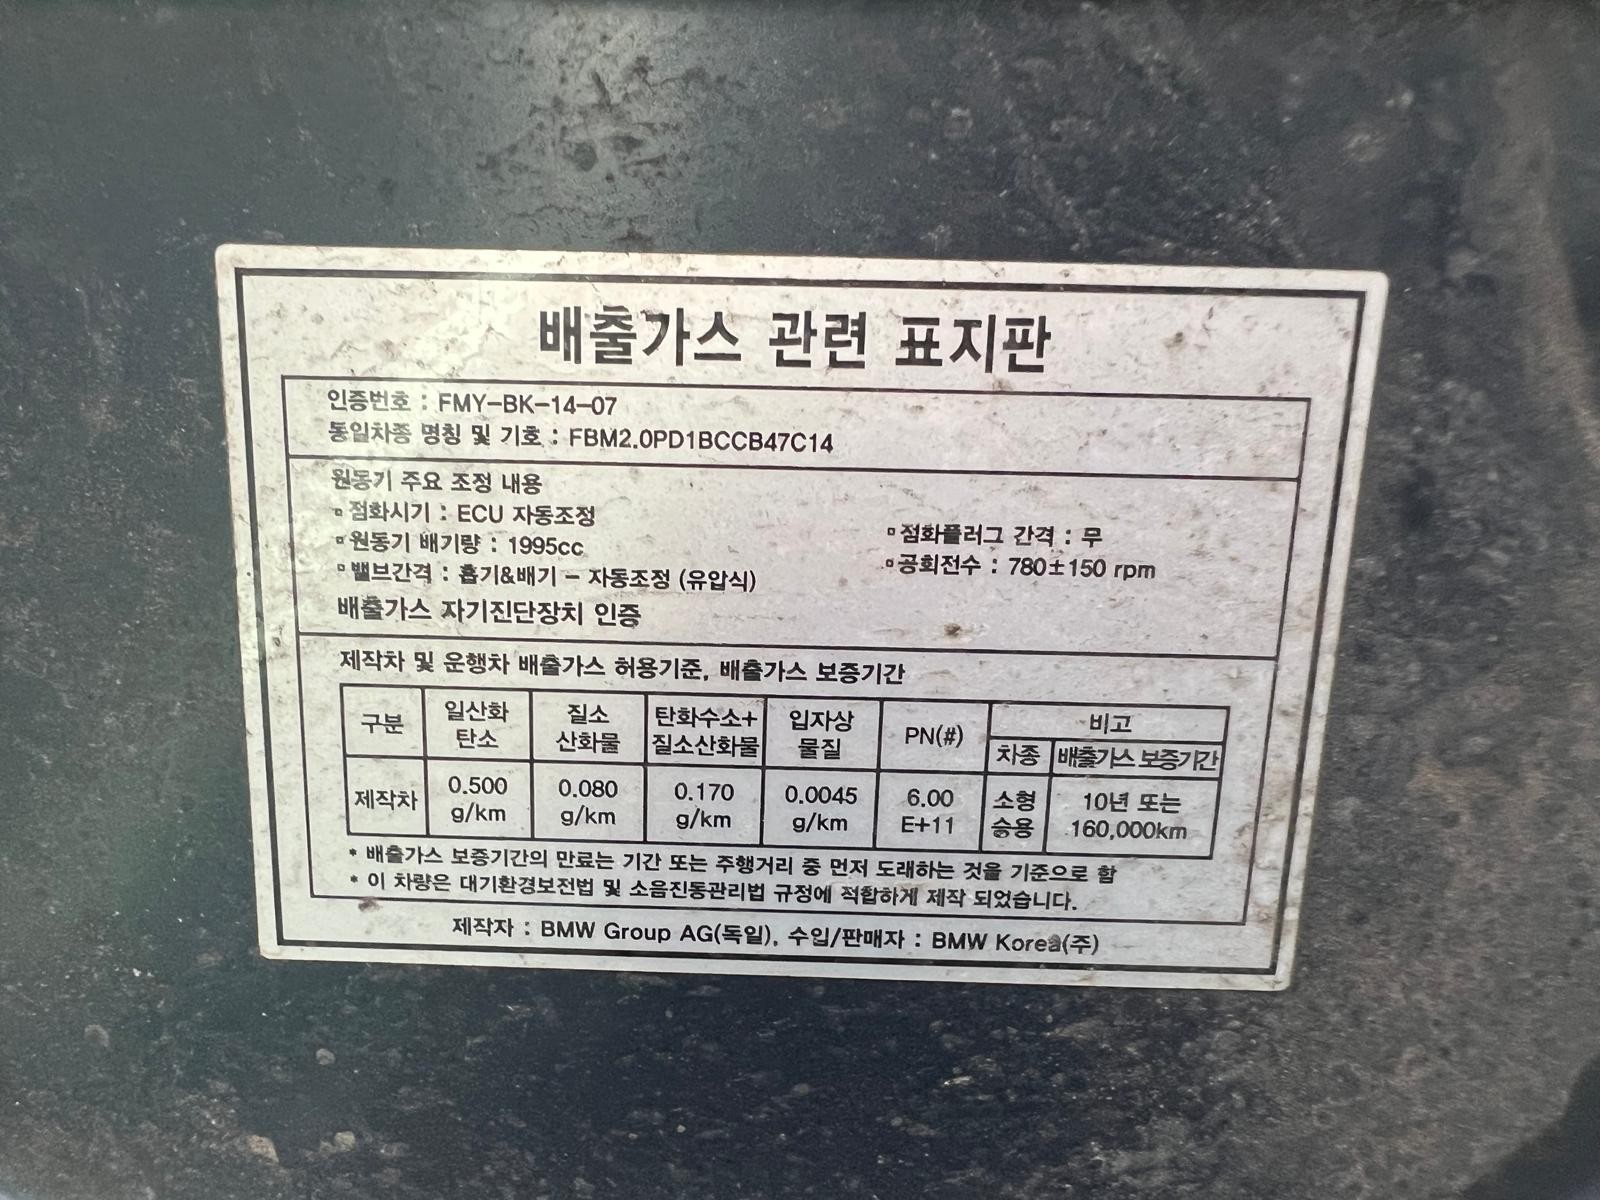 배출가스 관련 표지판
인증번호 : FMY-BK-14-07
동일차종 명칭 및 기호 : FBM2.0PD1BCCB47C14
원동기 주요 조정 내용
▫점화시기 : ECU 자동조정
▫점화플러그 간격 : 무
▫원동기 배기량 : 1995cc
▫공회전수 : 780±150 rpm
▫밸브간격 : 흡기&배기 - 자동조정 (유압식)
배출가스 자기진단장치 인증
제작차 및 운행차 배출가스 허용기준, 배출가스 보증기간
구분 일산화탄소 질소산화물 탄화수소+질소산화물 입자상물질 PN(#) 비고
차종 배출가스 보증기간
제작차 0.500 g/km 0.080 g/km 0.170 g/km 0.0045 g/km 6.00 E+11 소형승용 10년 또는 160,000km
* 배출가스 보증기간의 만료는 기간 또는 주행거리 중 먼저 도래하는 것을 기준으로 함
* 이 차량은 대기환경보전법 및 소음진동관리법 규정에 적합하게 제작 되었습니다.
제작자 : BMW Group AG(독일), 수입/판매자 : BMW Korea(주)